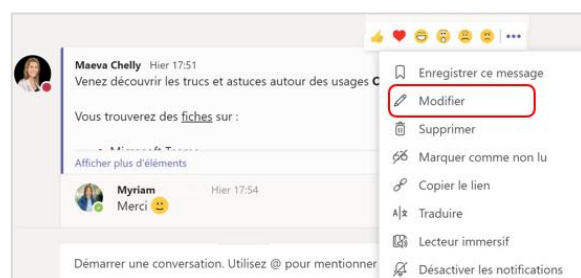 Maeva Chelly Hier 17:51
Venez découvrir les trucs et astuces autour des usages
Vous trouverez des fiches sur :
Afficher plus d'éléments
Myriam Hier 17:54
Merci
Démarrer une conversation. Utilisez @ pour mentionner
Enregistrer ce message
Modifier
Supprimer
Marquer comme non lu
Copier le lien
Traduire
Lecteur immersif
Désactiver les notifications